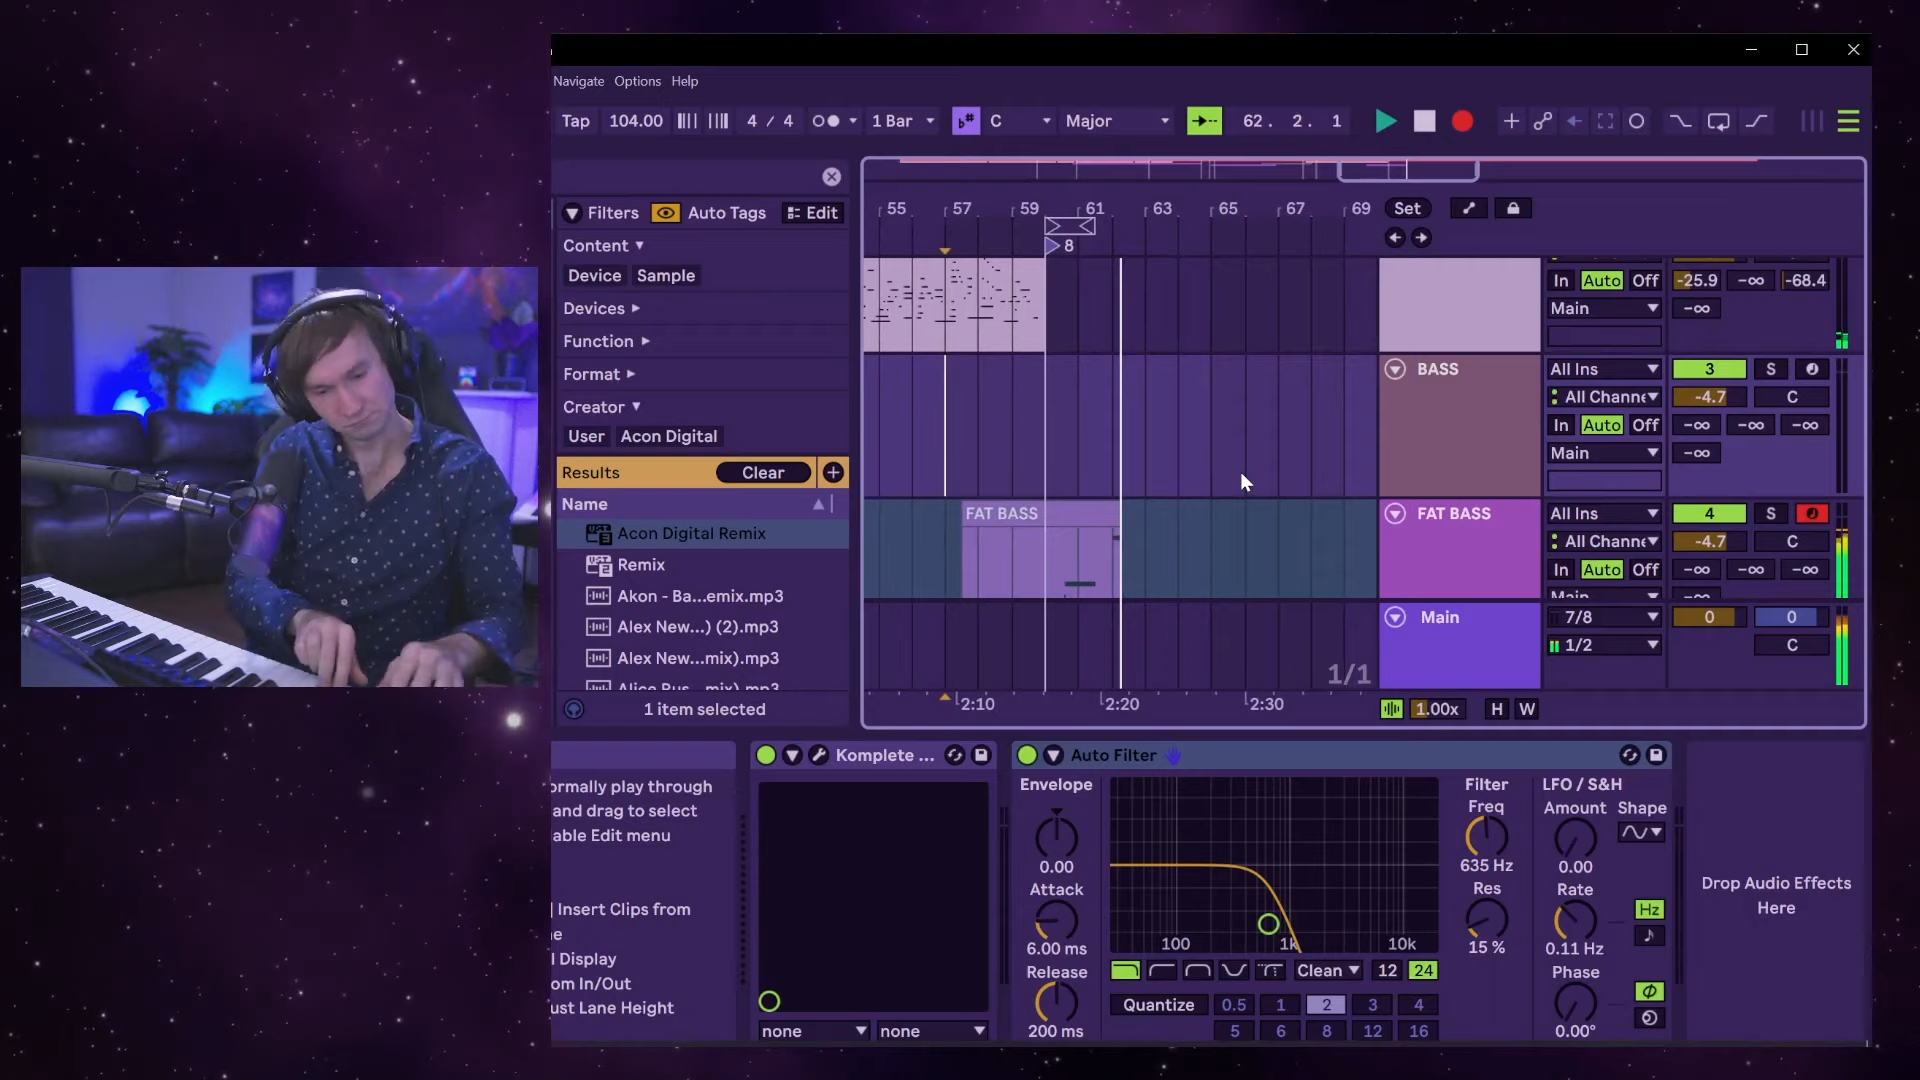 Navigate Options Help
Tap 104.00 4 / 4 1 Bar C Major 62. 2. 1
Filters Auto Tags Edit
Content
Device Sample
Devices
Function
Format
Creator
User Acon Digital
Results Clear
Name
Acon Digital Remix
Remix
Akon - Ba...emix.mp3
Alex New...) (2).mp3
Alex New...mix).mp3
1 item selected
55 57 59 61 63 65 67 69 Set
8
FAT BASS
1/1
2:10 2:20 2:30
1.00x H W
In Auto Off -25.9 -∞ -68.4
Main -∞
BASS All Ins 3 S
All Channe -4.7 C
In Auto Off -∞ -∞ -∞
Main -∞
FAT BASS All Ins 4 S
All Channe -4.7 C
In Auto Off -∞ -∞ -∞
Main 7/8 0 0
1/2 C
ormally play through
and drag to select
able Edit menu
Insert Clips from
e
l Display
om In/Out
ust Lane Height
Komplete ...
none none
Auto Filter
Envelope
0.00
Attack
6.00 ms
Release
200 ms
100 1k 10k
Clean 12 24
Quantize 0.5 1 2 3 4
5 6 8 12 16
Filter
Freq
635 Hz
Res
15 %
LFO / S&H
Amount Shape
0.00
Rate
Hz
0.11 Hz
Phase
0.00°
Drop Audio Effects
Here